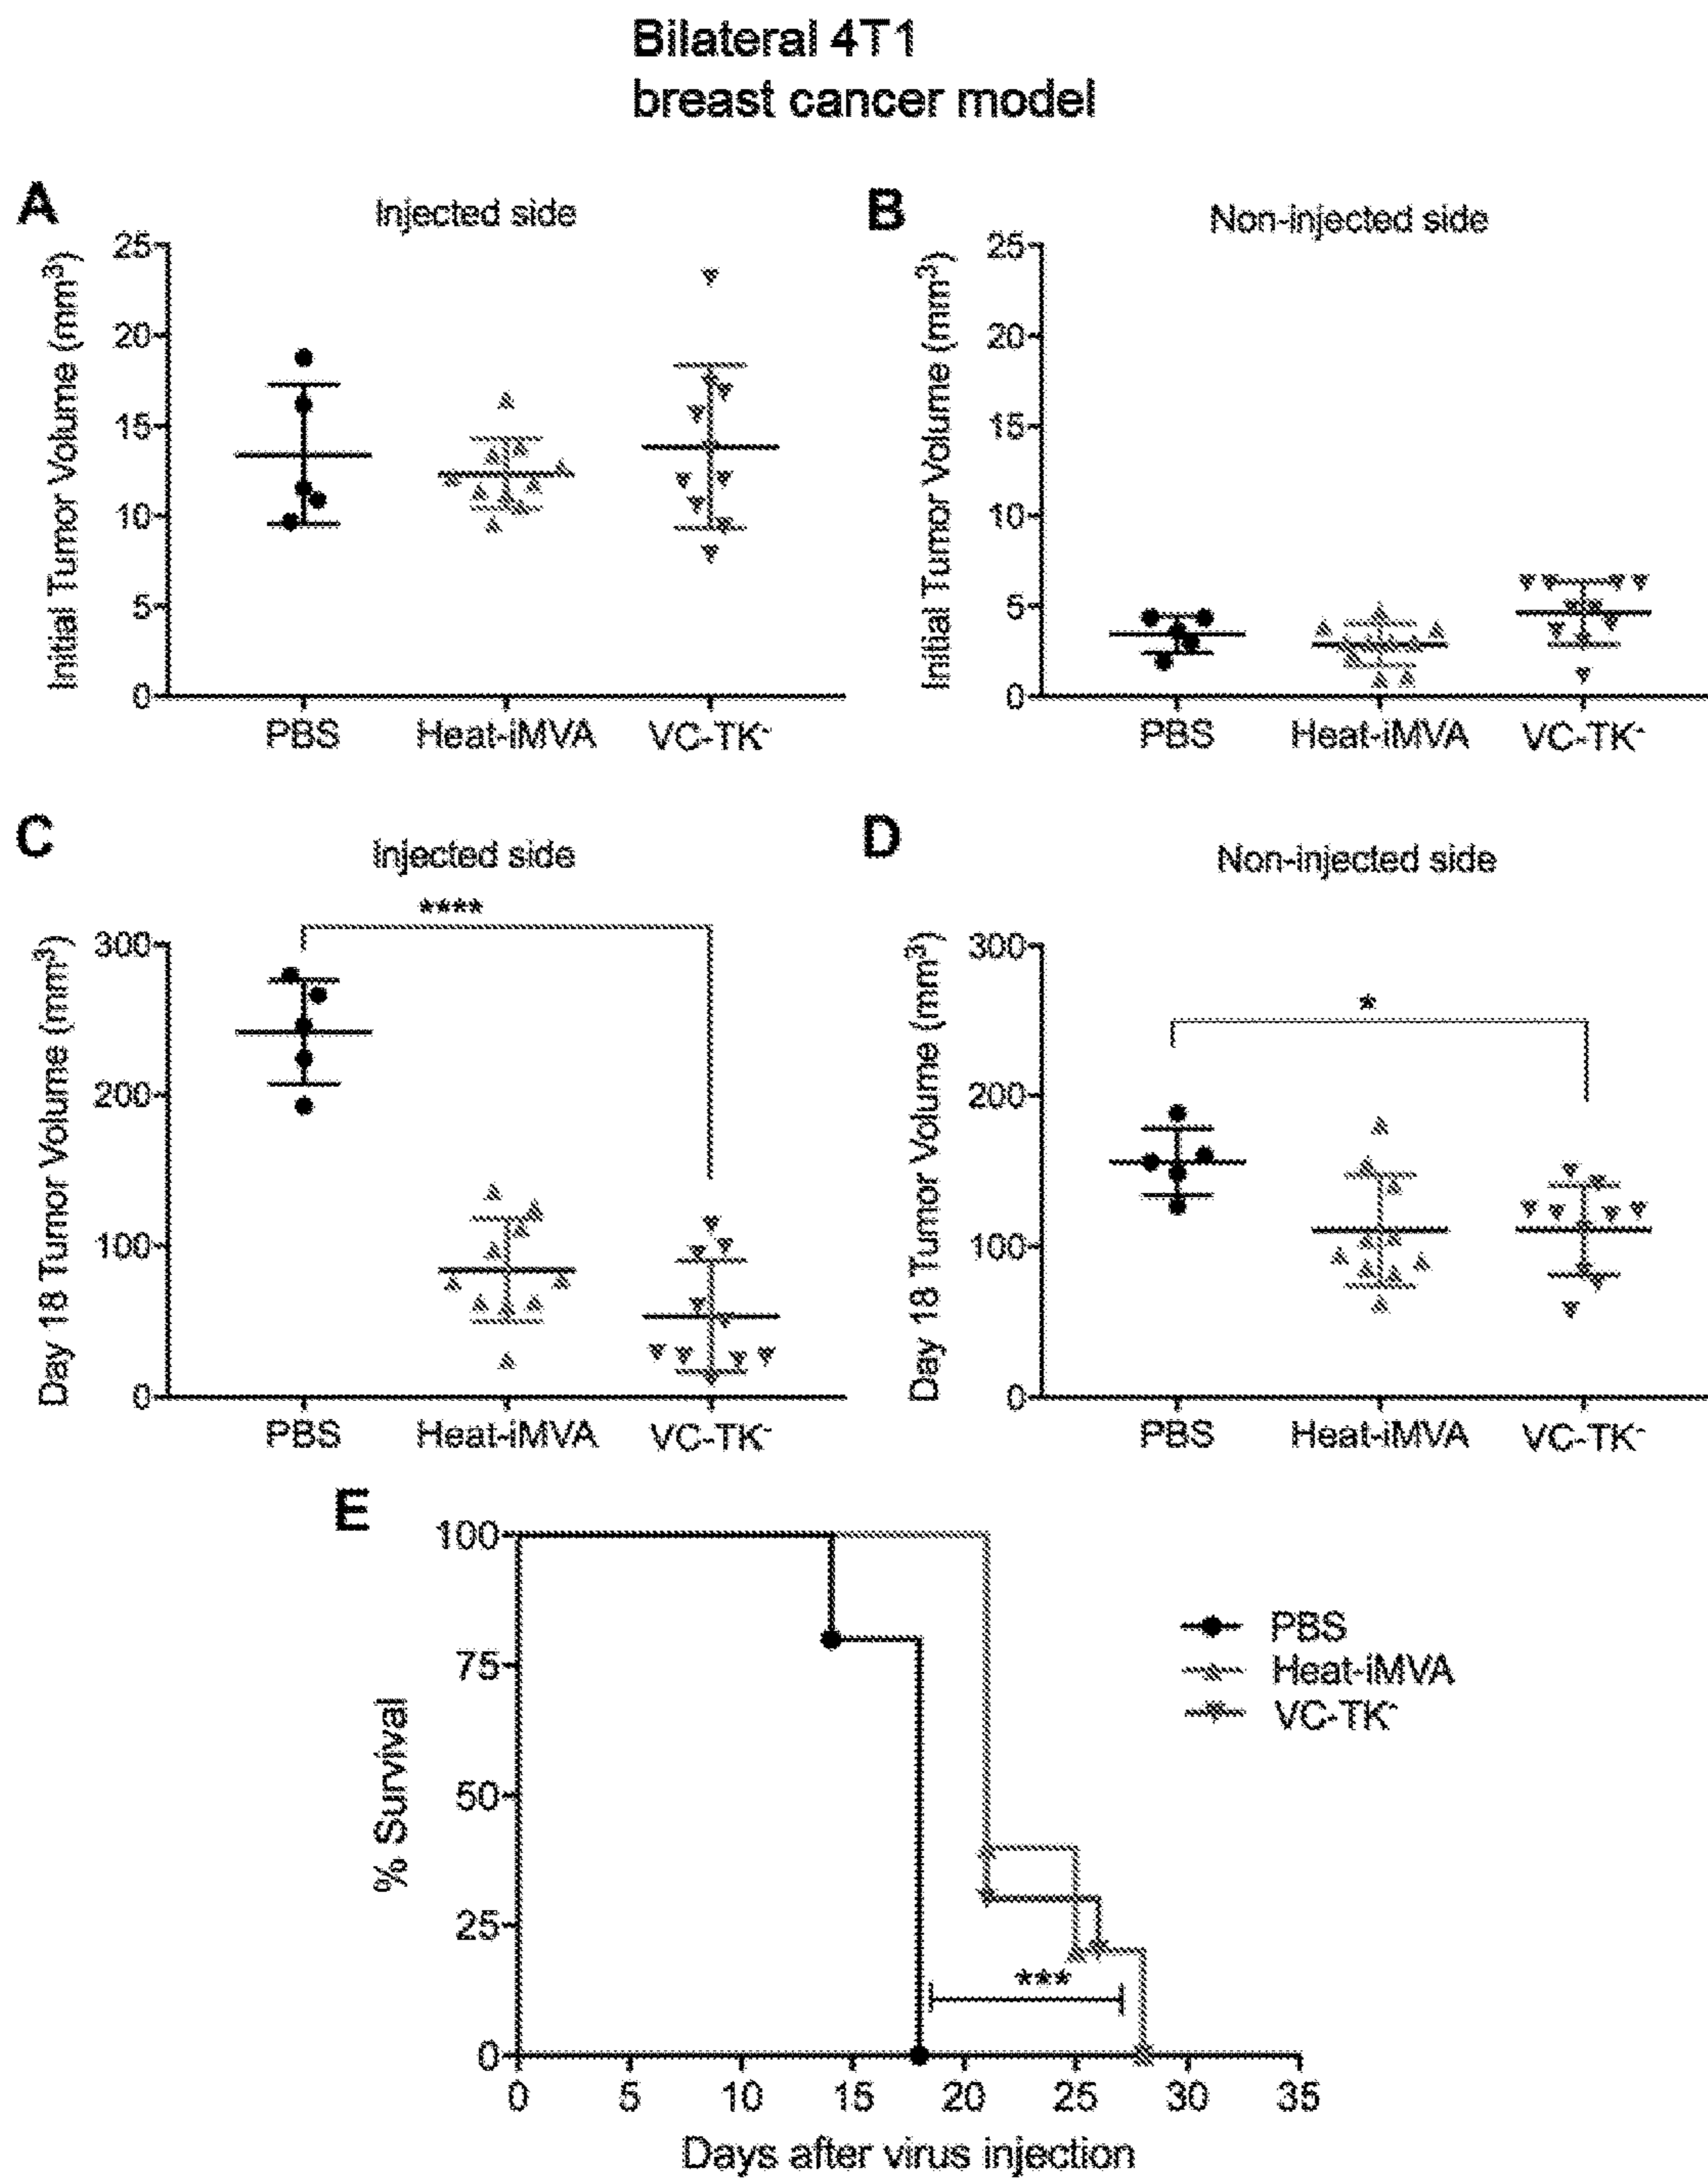 Bilateral 4T1
breast cancer model
A
Injected side
Initial Tumor Volume (mm³)
25
20
15
10
5
0
PBS Heat-iMVA VC-TK⁻
B
Non-injected side
Initial Tumor Volume (mm³)
25
20
15
10
5
0
PBS Heat-iMVA VC-TK⁻
C
Injected side
****
Day 18 Tumor Volume (mm³)
300
200
100
0
PBS Heat-iMVA VC-TK⁻
D
Non-injected side
*
Day 18 Tumor Volume (mm³)
300
200
100
0
PBS Heat-iMVA VC-TK⁻
E
% Survival
100
75
50
25
0
PBS
Heat-iMVA
VC-TK⁻
***
0 5 10 15 20 25 30 35
Days after virus injection